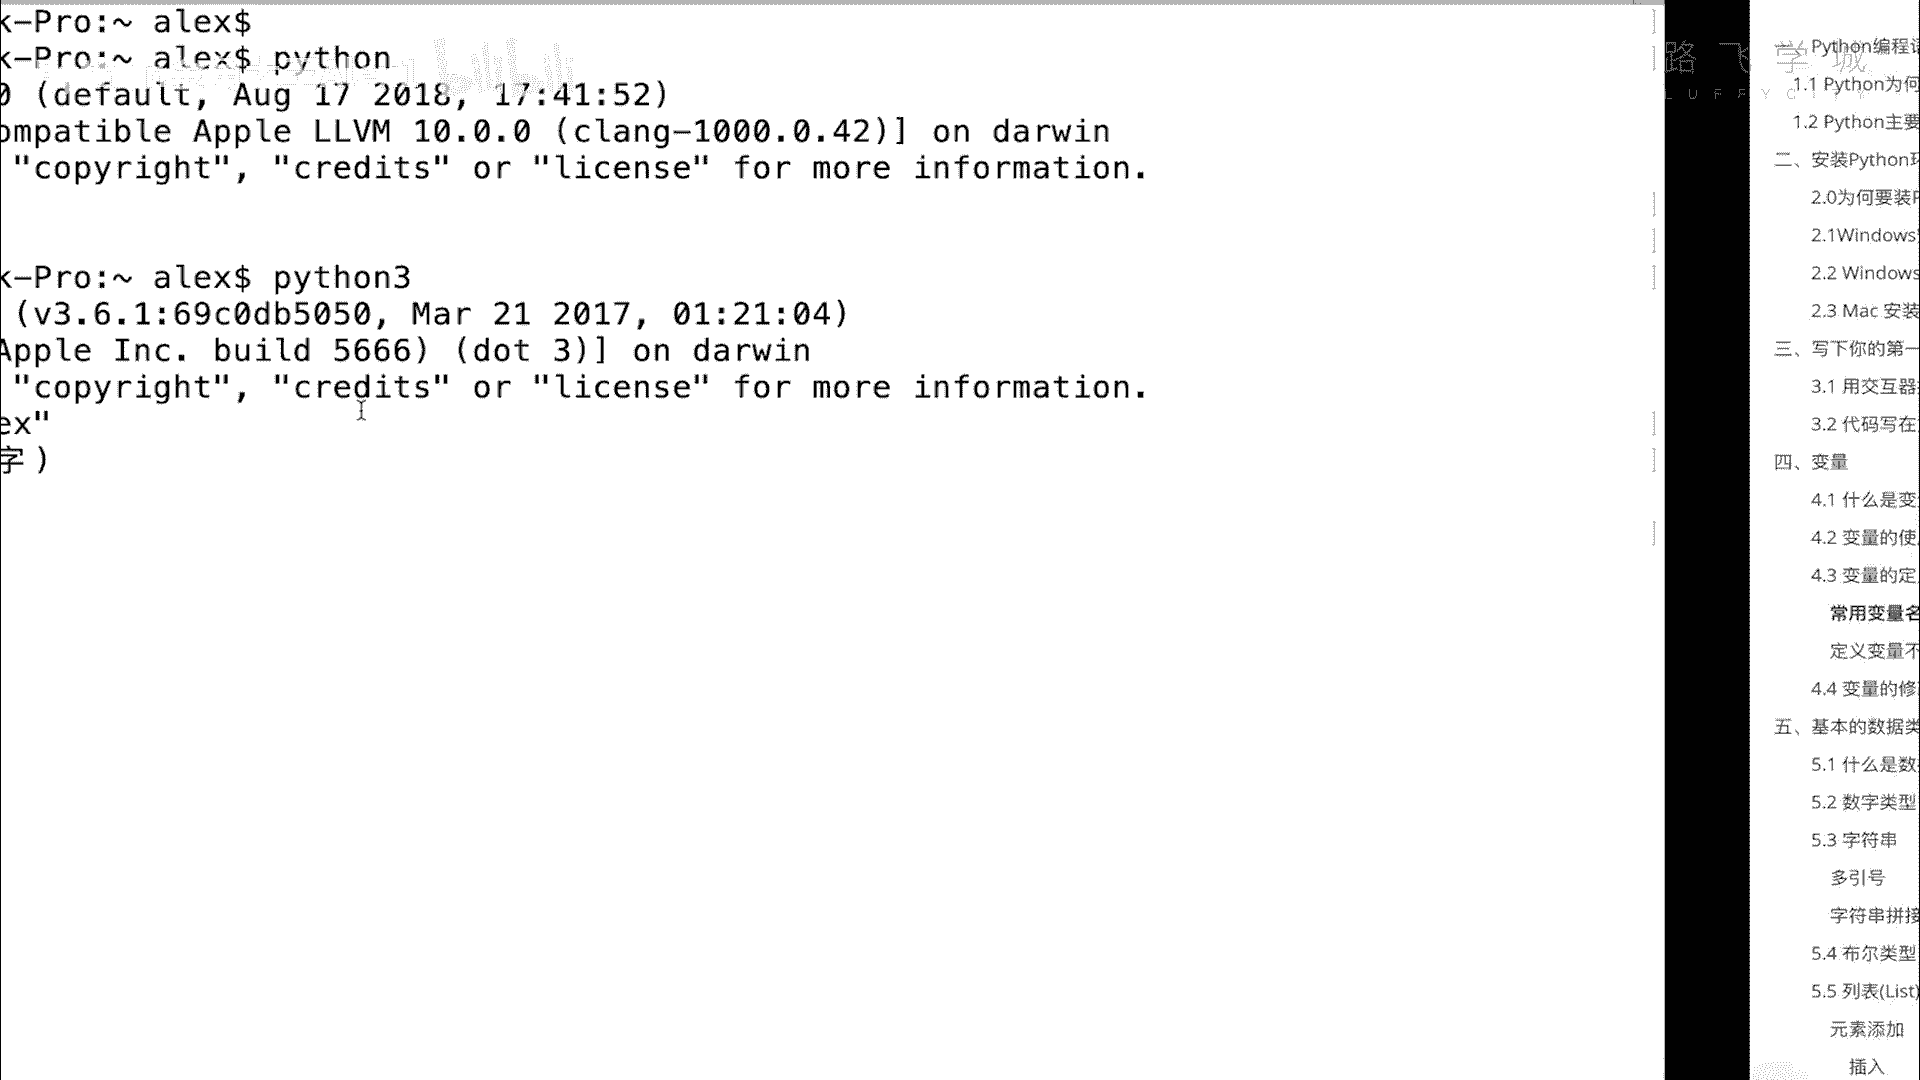 k-Pro:~ alex$
k-Pro:~ alex$ python
0 (default, Aug 17 2018, 17:41:52)
ompatible Apple LLVM 10.0.0 (clang-1000.0.42)] on darwin
"copyright", "credits" or "license" for more information.
k-Pro:~ alex$ python3
(v3.6.1:69c0db5050, Mar 21 2017, 01:21:04)
Apple Inc. build 5666) (dot 3)] on darwin
"copyright", "credits" or "license" for more information.
ex"
字)
路飞学城
LUFFYCITY
一、Python编程语
1.1 Python为何
1.2 Python主要
二、安装Python环
2.0为何要装P
2.1Windows
2.2 Windows
2.3 Mac 安装
三、写下你的第一
3.1 用交互器
3.2 代码写在
四、变量
4.1 什么是变
4.2 变量的使
4.3 变量的定
常用变量名
定义变量不
4.4 变量的修
五、基本的数据类
5.1 什么是数
5.2 数字类型
5.3 字符串
多引号
字符串拼接
5.4 布尔类型
5.5 列表(List)
元素添加
插入